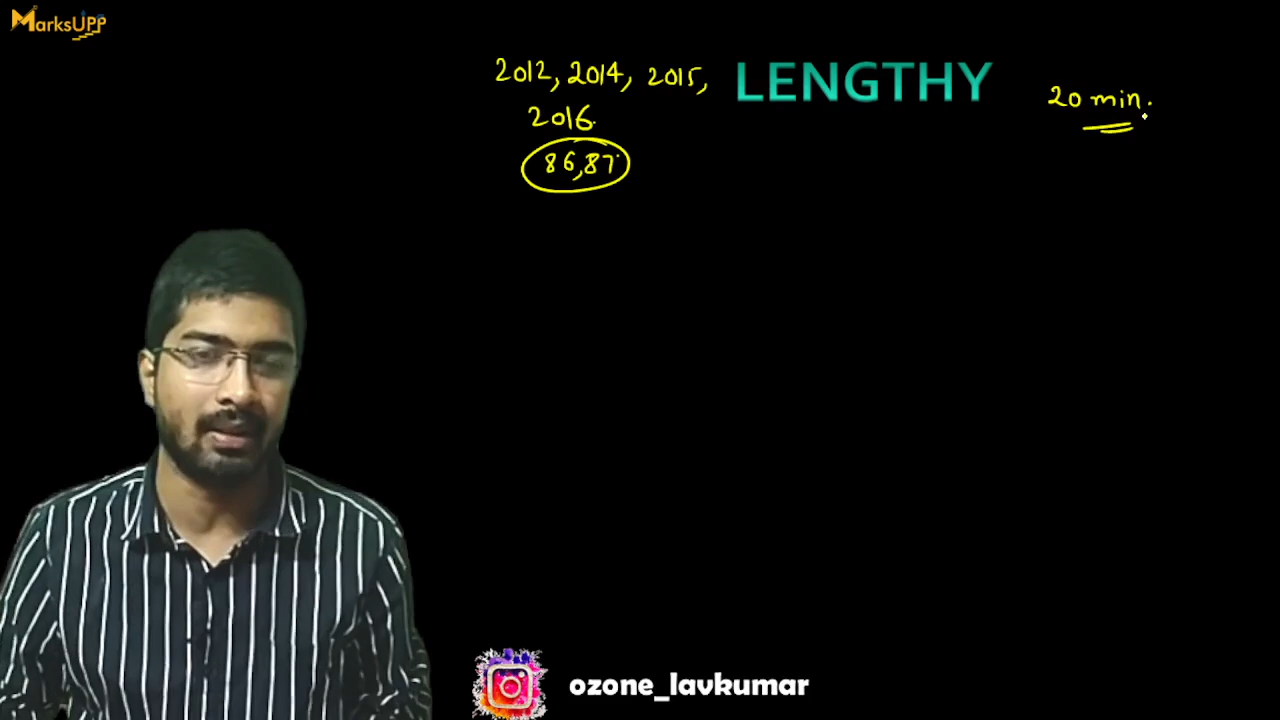 MarksUPP
2012, 2014, 2015, LENGTHY
20 min.
2016.
86,87
ozone_lavkumar